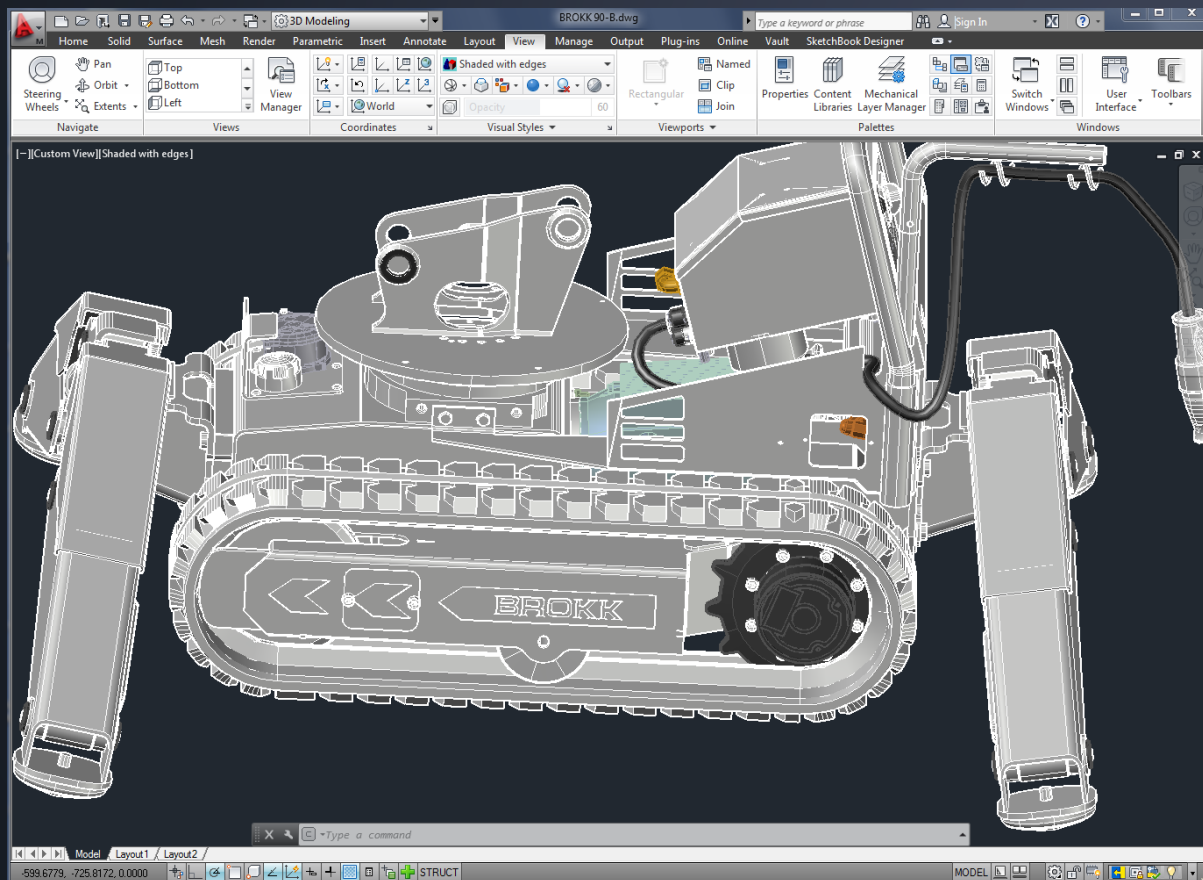 3D Modeling
BROKK 90-B.dwg
Type a keyword or phrase
Sign In
M
Home Solid Surface Mesh Render Parametric Insert Annotate Layout View Manage Output Plug-ins Online Vault SketchBook Designer
Steering Wheels
Pan
Orbit
Extents
Navigate
Top
Bottom
Left
View Manager
Views
World
Coordinates
Shaded with edges
Opacity 60
Visual Styles
Rectangular
Named
Clip
Join
Viewports
Properties
Content Libraries
Mechanical Layer Manager
Palettes
Switch Windows
User Interface
Toolbars
Windows
[−][Custom View][Shaded with edges]
BROKK
Type a command
Model Layout1 Layout2
-599.6779, -725.8172, 0.0000
STRUCT
MODEL